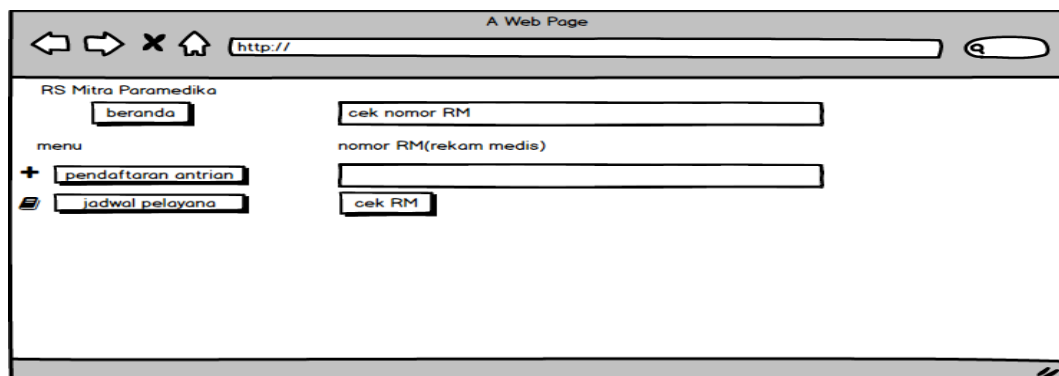 A Web Page
http://
RS Mitra Paramedika
beranda
cek nomor RM
menu
nomor RM(rekam medis)
pendaftaran antrian
jadwal pelayana
cek RM